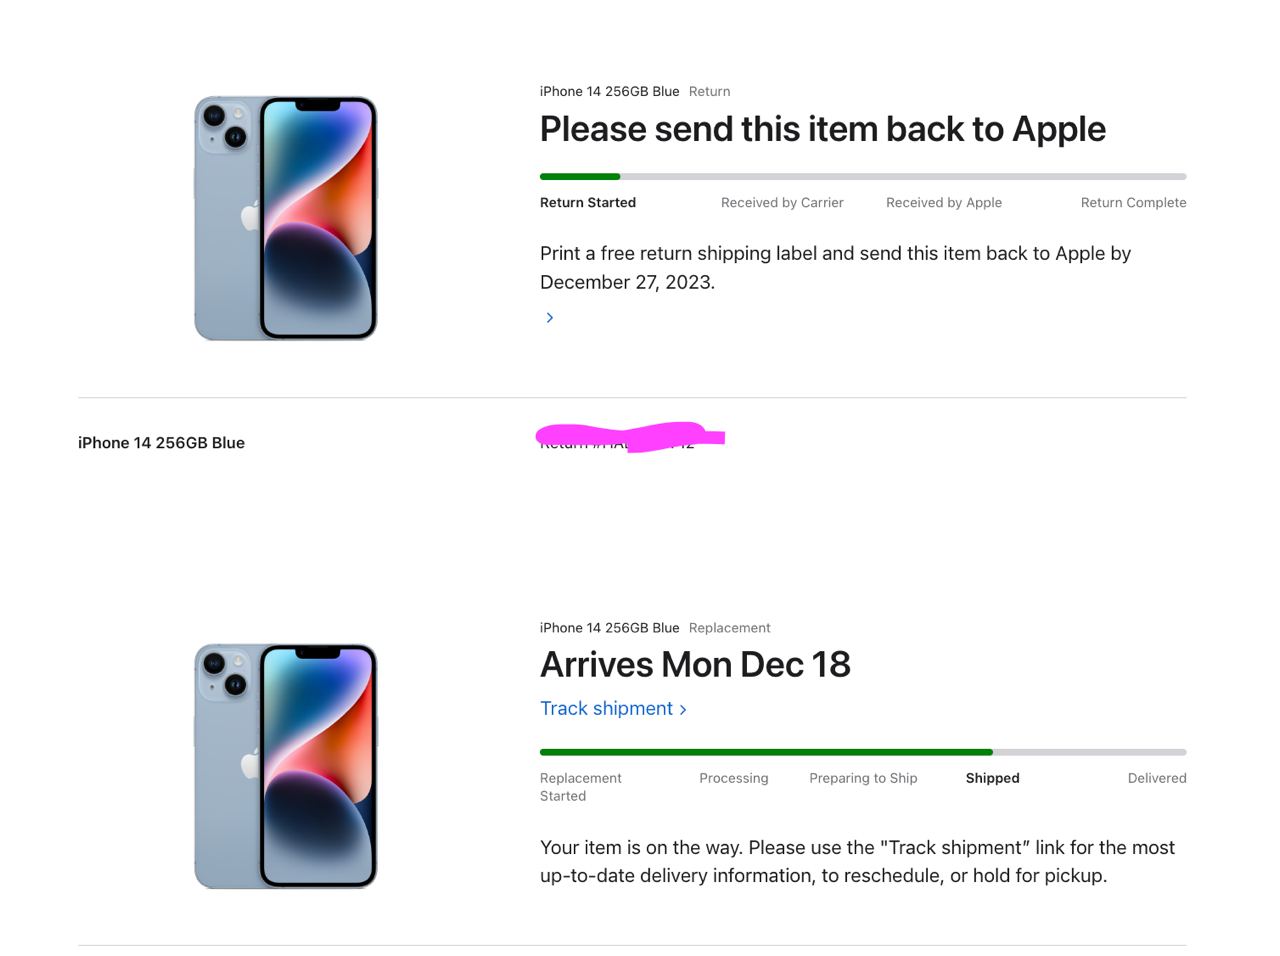 iPhone 14 256GB Blue Return
Please send this item back to Apple
Return Started Received by Carrier Received by Apple Return Complete
Print a free return shipping label and send this item back to Apple by
December 27, 2023.
iPhone 14 256GB Blue
iPhone 14 256GB Blue Replacement
Arrives Mon Dec 18
Track shipment
Replacement Processing Preparing to Ship Shipped Delivered
Started
Your item is on the way. Please use the "Track shipment” link for the most
up-to-date delivery information, to reschedule, or hold for pickup.